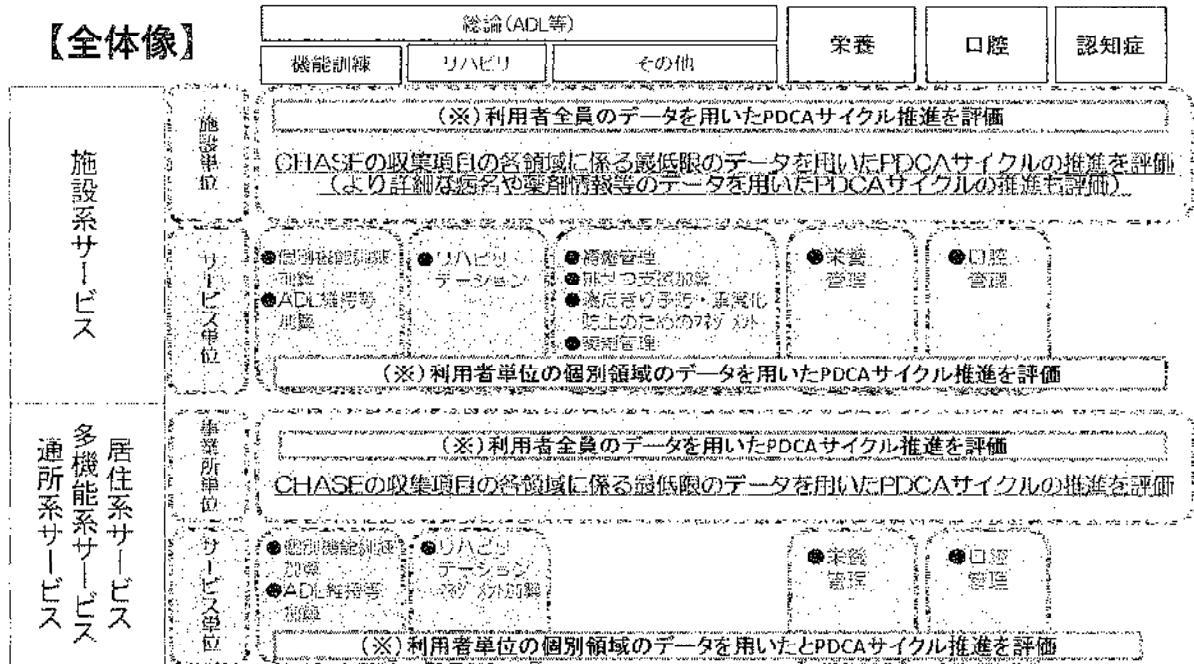 【全体像】
総論(ADL等)
機能訓練
リハビリ
その他
栄養
口腔
認知症
施設系サービス
施設単位
(※)利用者全員のデータを用いたPDCAサイクル推進を評価
CHASEの収集項目の各領域に係る最低限のデータを用いたPDCAサイクルの推進を評価
(より詳細な病名や薬剤情報等のデータを用いたPDCAサイクルの推進も評価)
サービス単位
●個別機能訓練
加算
●ADL維持等
加算
●リハビリ
テーション
●褥瘡管理
●排せつ支援加算
●寝たきり予防・重度化
防止のためのマネジメント
●薬剤管理
●栄養
管理
●口腔
管理
(※)利用者単位の個別領域のデータを用いたPDCAサイクル推進を評価
通所系サービス
多機能系サービス
居住系サービス
事業所単位
(※)利用者全員のデータを用いたPDCAサイクル推進を評価
CHASEの収集項目の各領域に係る最低限のデータを用いたPDCAサイクルの推進を評価
サービス単位
●個別機能訓練
加算
●ADL維持等
加算
●リハビリ
テーション
マネジメント加算
●栄養
管理
●口腔
管理
(※)利用者単位の個別領域のデータを用いたとPDCAサイクル推進を評価